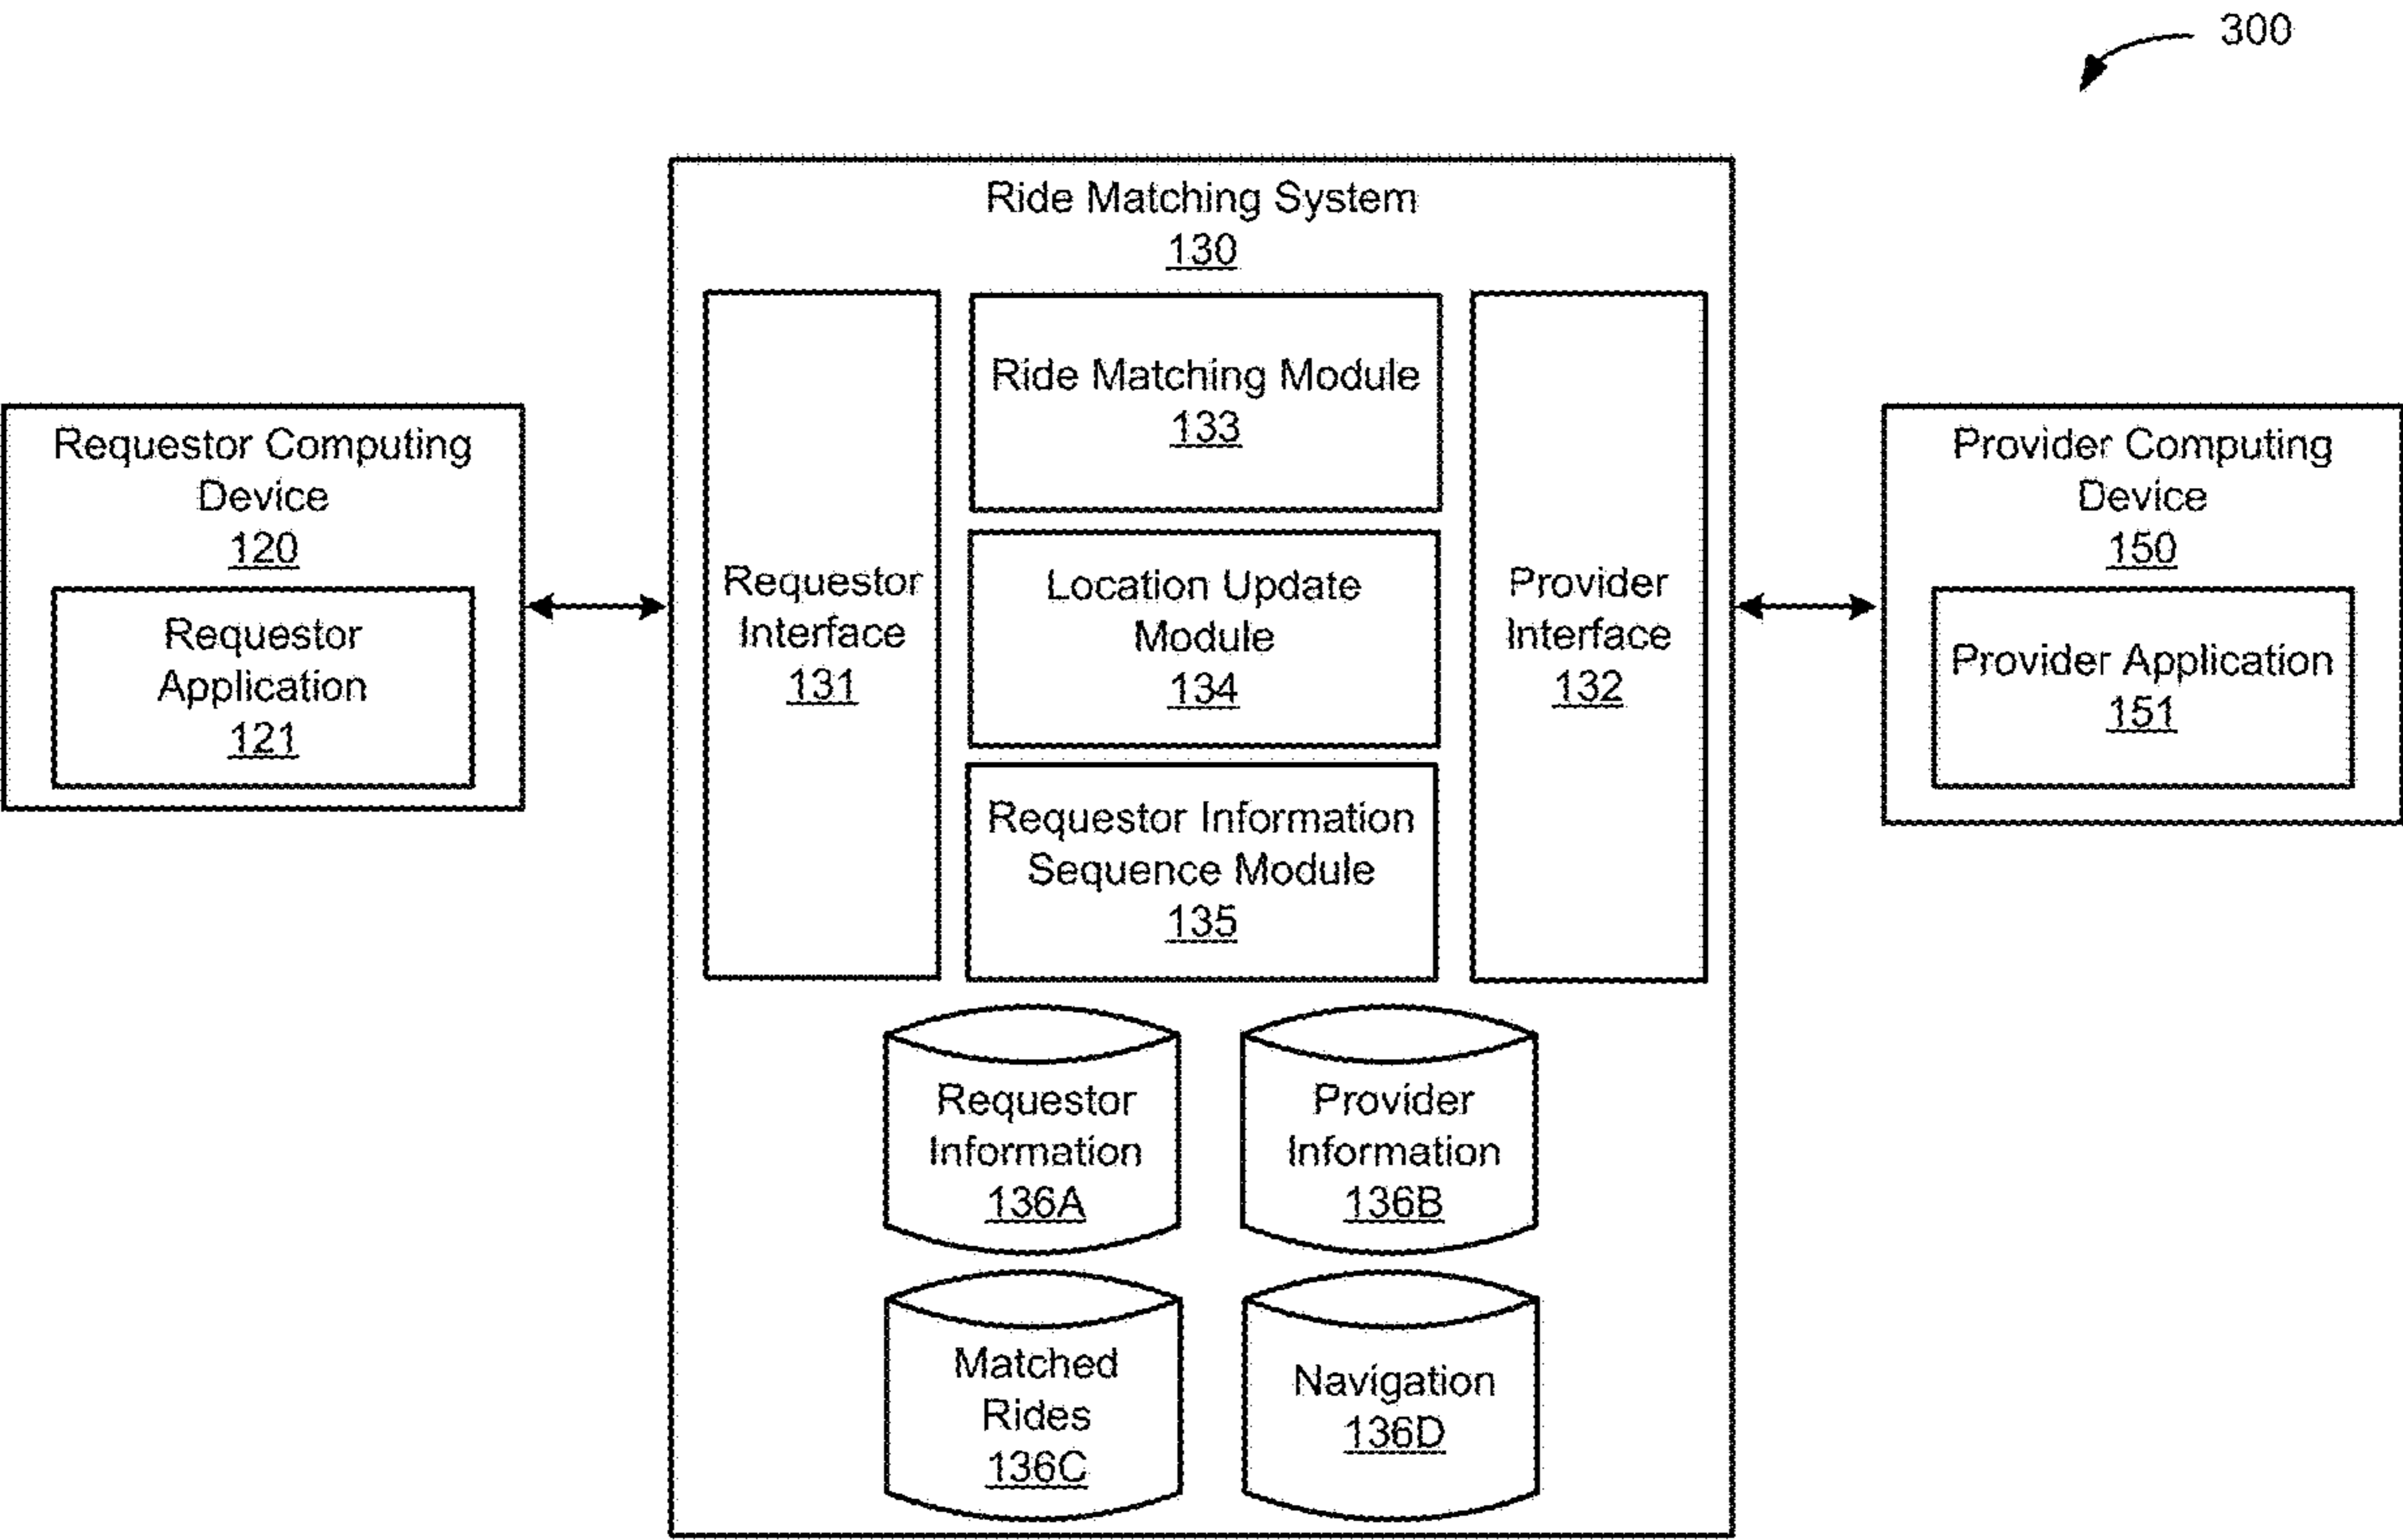 300
Ride Matching System
130
Requestor Computing
Device
120
Requestor
Application
121
Requestor
Interface
131
Ride Matching Module
133
Location Update
Module
134
Requestor Information
Sequence Module
135
Provider
Interface
132
Provider Computing
Device
150
Provider Application
151
Requestor
Information
136A
Provider
Information
136B
Matched
Rides
136C
Navigation
136D